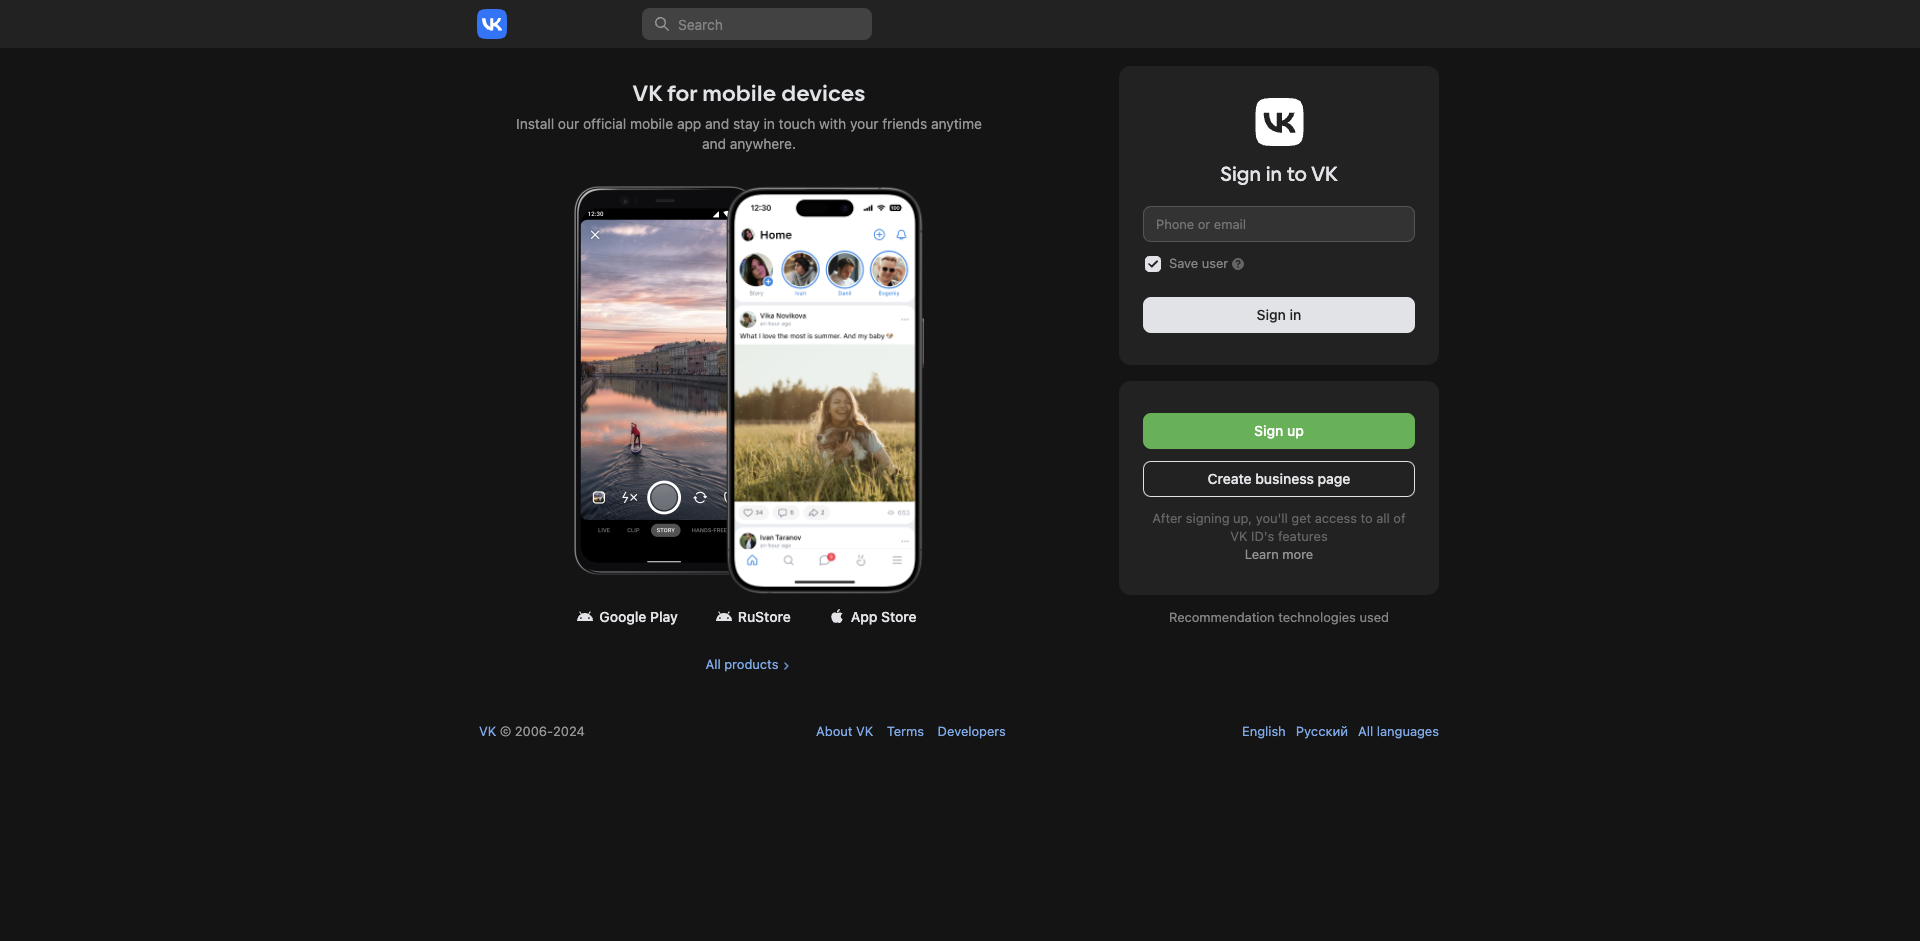 VK
Search
VK for mobile devices
Install our official mobile app and stay in touch with your friends anytime
and anywhere.
12:30
LIVE CLIP STORY HANDS-FREE
12:30 100
Home
Story Ivan Danil Evgeniy
Vika Novikova
an hour ago
What I love the most is summer. And my baby
34 6 2 653
Ivan Taranov
an hour ago
Google Play RuStore App Store
All products
VK
Sign in to VK
Phone or email
Save user ?
Sign in
Sign up
Create business page
After signing up, you'll get access to all of
VK ID's features
Learn more
Recommendation technologies used
VK © 2006-2024 About VK Terms Developers English Русский All languages